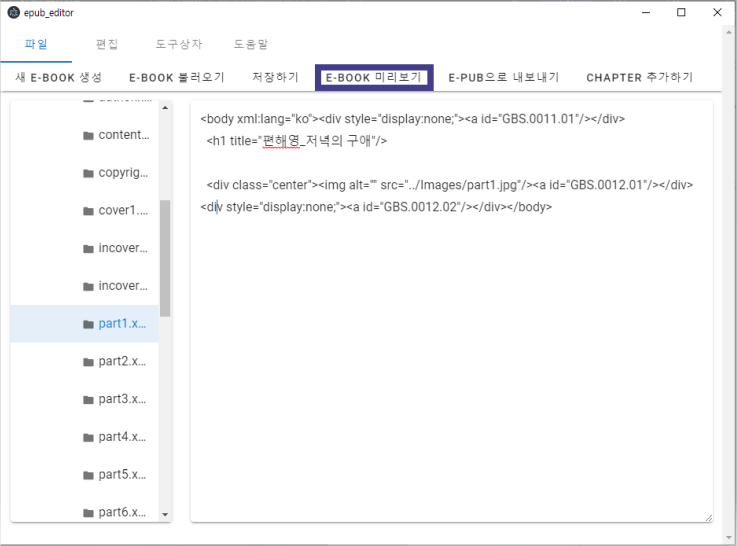 epub_editor
파일 편집 도구상자 도움말
새 E-BOOK 생성 E-BOOK 불러오기 저장하기 E-BOOK 미리보기 E-PUB으로 내보내기 CHAPTER 추가하기
content...
copyrig...
cover1....
incover...
incover...
part1.x...
part2.x...
part3.x...
part4.x...
part5.x...
part6.x...
<body xml:lang="ko"><div style="display:none;"><a id="GBS.0011.01"/></div>
<h1 title="편해영_저녁의 구애"/>
<div class="center"><img alt="" src="../Images/part1.jpg"/><a id="GBS.0012.01"/></div>
<div style="display:none;"><a id="GBS.0012.02"/></div></body>